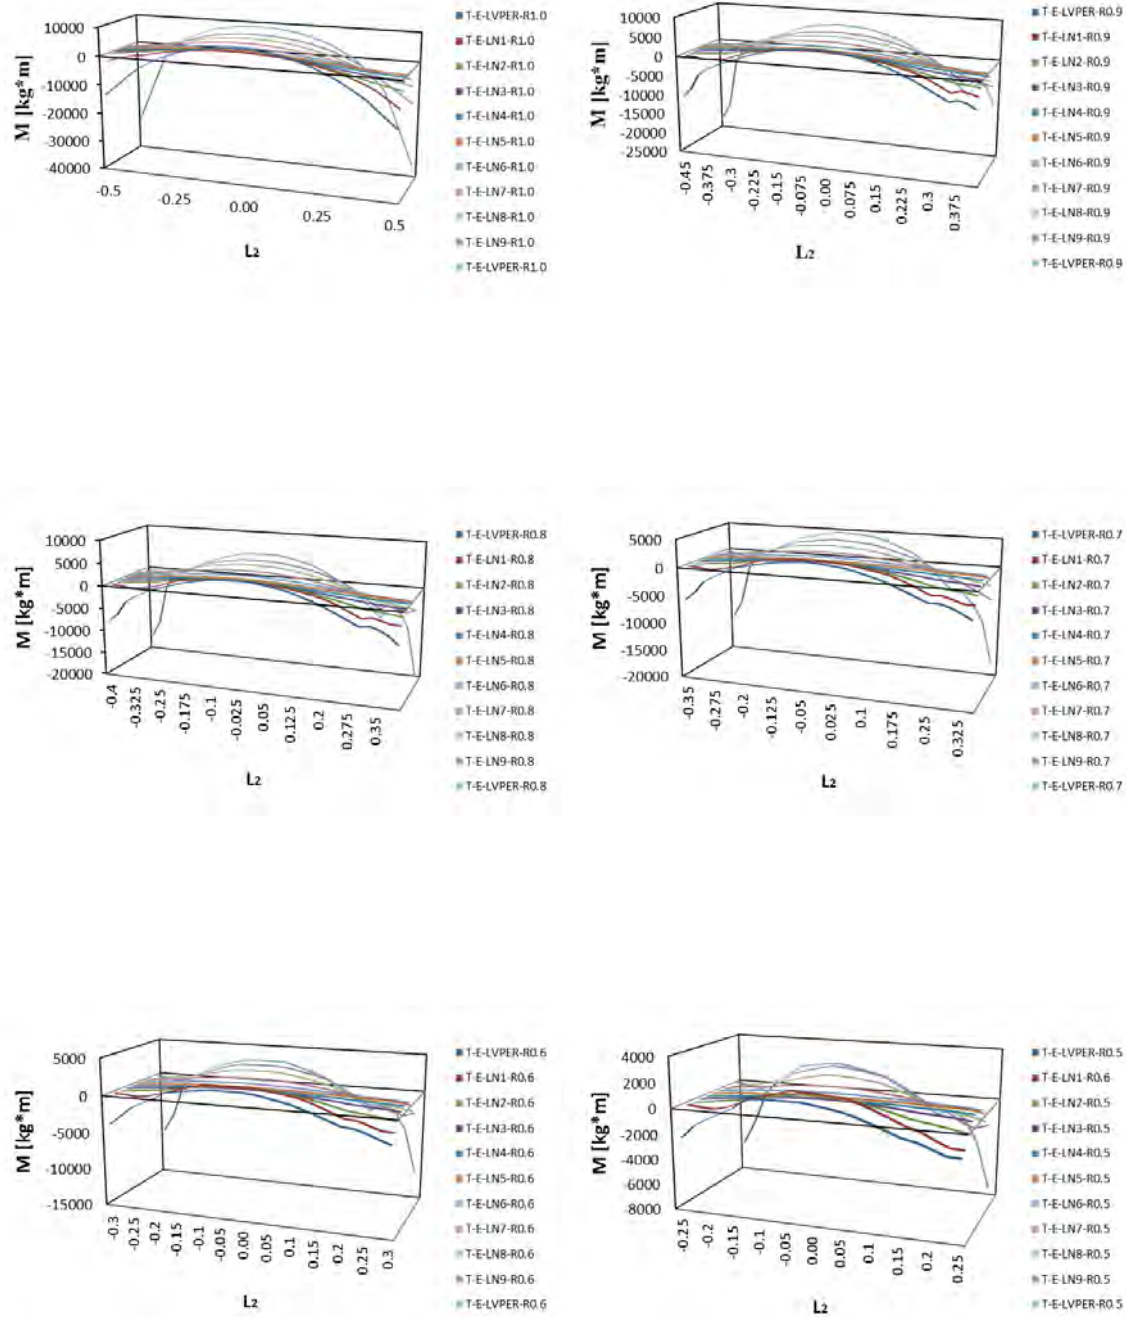 10000
0
-10000
-20000
-30000
-40000
M [kg*m]
-0.5
-0.25
0.00
0.25
0.5
L2
T-E-LVPER-R1.0
T-E-LN1-R1.0
T-E-LN2-R1.0
T-E-LN3-R1.0
T-E-LN4-R1.0
T-E-LN5-R1.0
T-E-LN6-R1.0
T-E-LN7-R1.0
T-E-LN8-R1.0
T-E-LN9-R1.0
T-E-LVPER-R1.0
10000
5000
0
-5000
-10000
-15000
-20000
-25000
M [kg*m]
-0.45
-0.375
-0.3
-0.225
-0.15
-0.075
0.00
0.075
0.15
0.225
0.3
0.375
L2
T-E-LVPER-R0.9
T-E-LN1-R0.9
T-E-LN2-R0.9
T-E-LN3-R0.9
T-E-LN4-R0.9
T-E-LN5-R0.9
T-E-LN6-R0.9
T-E-LN7-R0.9
T-E-LN8-R0.9
T-E-LN9-R0.9
T-E-LVPER-R0.9
10000
5000
0
-5000
-10000
-15000
-20000
M [kg*m]
-0.4
-0.325
-0.25
-0.175
-0.1
-0.025
0.05
0.125
0.2
0.275
0.35
L2
T-E-LVPER-R0.8
T-E-LN1-R0.8
T-E-LN2-R0.8
T-E-LN3-R0.8
T-E-LN4-R0.8
T-E-LN5-R0.8
T-E-LN6-R0.8
T-E-LN7-R0.8
T-E-LN8-R0.8
T-E-LN9-R0.8
T-E-LVPER-R0.8
5000
0
-5000
-10000
-15000
-20000
M [kg*m]
-0.35
-0.275
-0.2
-0.125
-0.05
0.025
0.1
0.175
0.25
0.325
L2
T-E-LVPER-R0.7
T-E-LN1-R0.7
T-E-LN2-R0.7
T-E-LN3-R0.7
T-E-LN4-R0.7
T-E-LN5-R0.7
T-E-LN6-R0.7
T-E-LN7-R0.7
T-E-LN8-R0.7
T-E-LN9-R0.7
T-E-LVPER-R0.7
5000
0
-5000
-10000
-15000
M [kg*m]
-0.3
-0.25
-0.2
-0.15
-0.1
-0.05
0.00
0.05
0.1
0.15
0.2
0.25
0.3
L2
T-E-LVPER-R0.6
T-E-LN1-R0.6
T-E-LN2-R0.6
T-E-LN3-R0.6
T-E-LN4-R0.6
T-E-LN5-R0.6
T-E-LN6-R0.6
T-E-LN7-R0.6
T-E-LN8-R0.6
T-E-LN9-R0.6
T-E-LVPER-R0.6
4000
2000
0
-2000
-4000
6000
8000
M [kg*m]
-0.25
-0.2
-0.15
-0.1
-0.05
0.00
0.05
0.1
0.15
0.2
0.25
L2
T-E-LVPER-R0.5
T-E-LN1-R0.6
T-E-LN2-R0.5
T-E-LN3-R0.5
T-E-LN4-R0.5
T-E-LN5-R0.5
T-E-LN6-R0.5
T-E-LN7-R0.5
T-E-LN8-R0.5
T-E-LN9-R0.5
T-E-LVPER-R0.5